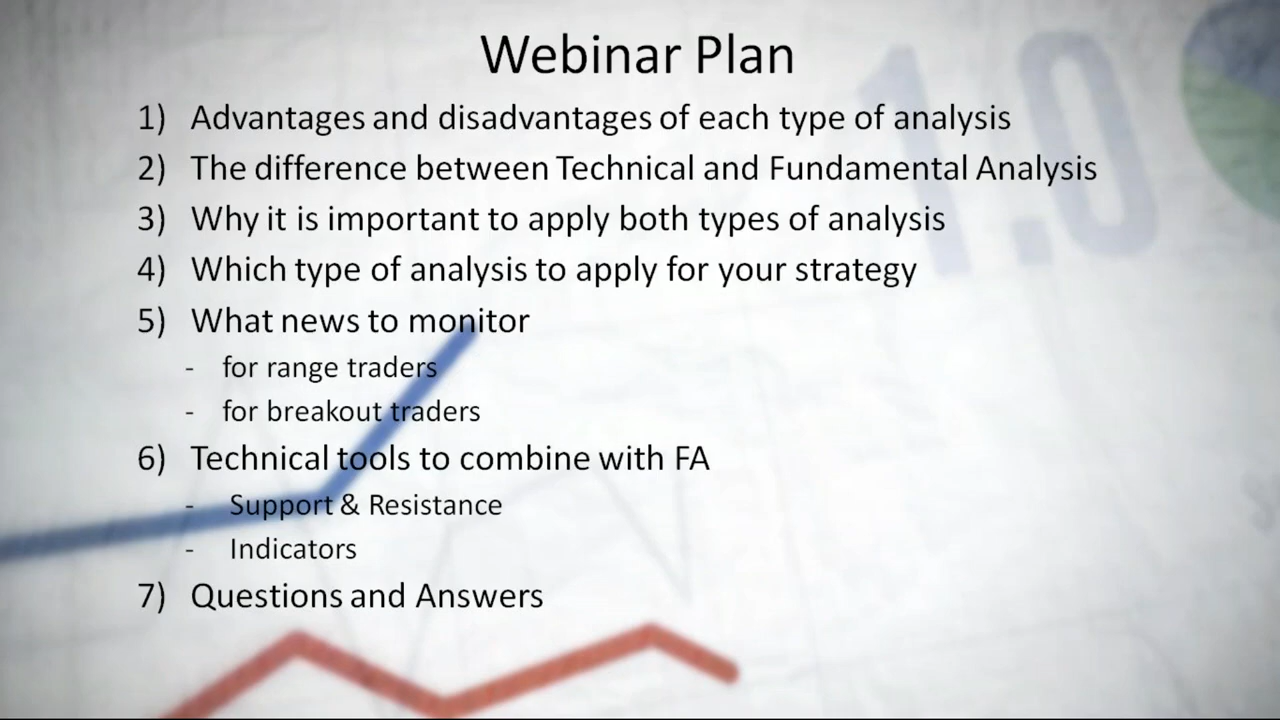 Webinar Plan
1) Advantages and disadvantages of each type of analysis
2) The difference between Technical and Fundamental Analysis
3) Why it is important to apply both types of analysis
4) Which type of analysis to apply for your strategy
5) What news to monitor
- for range traders
- for breakout traders
6) Technical tools to combine with FA
- Support & Resistance
- Indicators
7) Questions and Answers
1.0